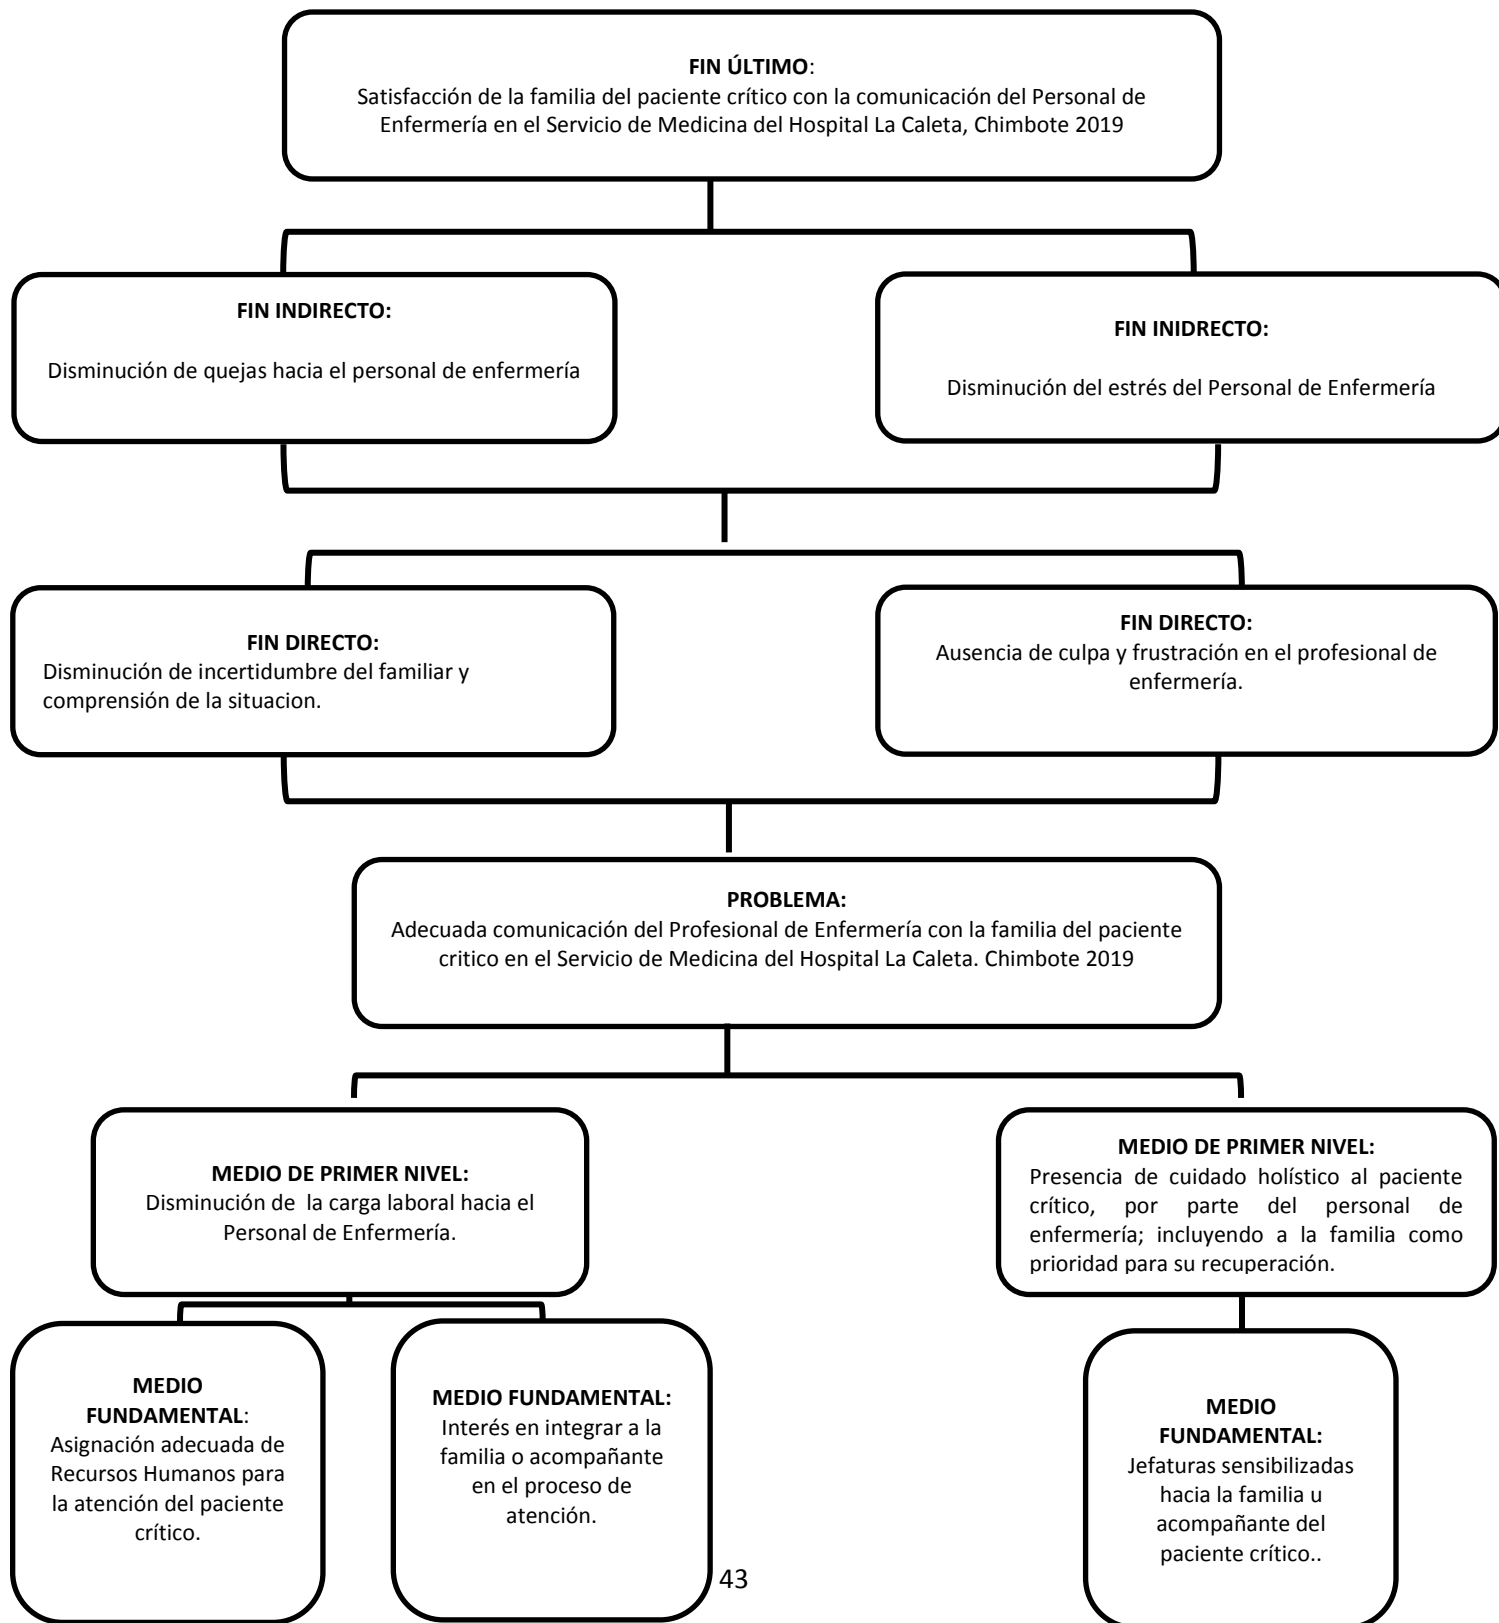 FIN ÚLTIMO:
Satisfacción de la familia del paciente crítico con la comunicación del Personal de
Enfermería en el Servicio de Medicina del Hospital La Caleta, Chimbote 2019
FIN INDIRECTO:
Disminución de quejas hacia el personal de enfermería
FIN INIDRECTO:
Disminución del estrés del Personal de Enfermería
FIN DIRECTO:
Disminución de incertidumbre del familiar y
comprensión de la situacion.
FIN DIRECTO:
Ausencia de culpa y frustración en el profesional de
enfermería.
PROBLEMA:
Adecuada comunicación del Profesional de Enfermería con la familia del paciente
critico en el Servicio de Medicina del Hospital La Caleta. Chimbote 2019
MEDIO DE PRIMER NIVEL:
Disminución de la carga laboral hacia el
Personal de Enfermería.
MEDIO DE PRIMER NIVEL:
Presencia de cuidado holístico al paciente
crítico, por parte del personal de
enfermería; incluyendo a la familia como
prioridad para su recuperación.
MEDIO
FUNDAMENTAL:
Asignación adecuada de
Recursos Humanos para
la atención del paciente
crítico.
MEDIO FUNDAMENTAL:
Interés en integrar a la
familia o acompañante
en el proceso de
atención.
MEDIO
FUNDAMENTAL:
Jefaturas sensibilizadas
hacia la familia u
acompañante del
paciente crítico..
43